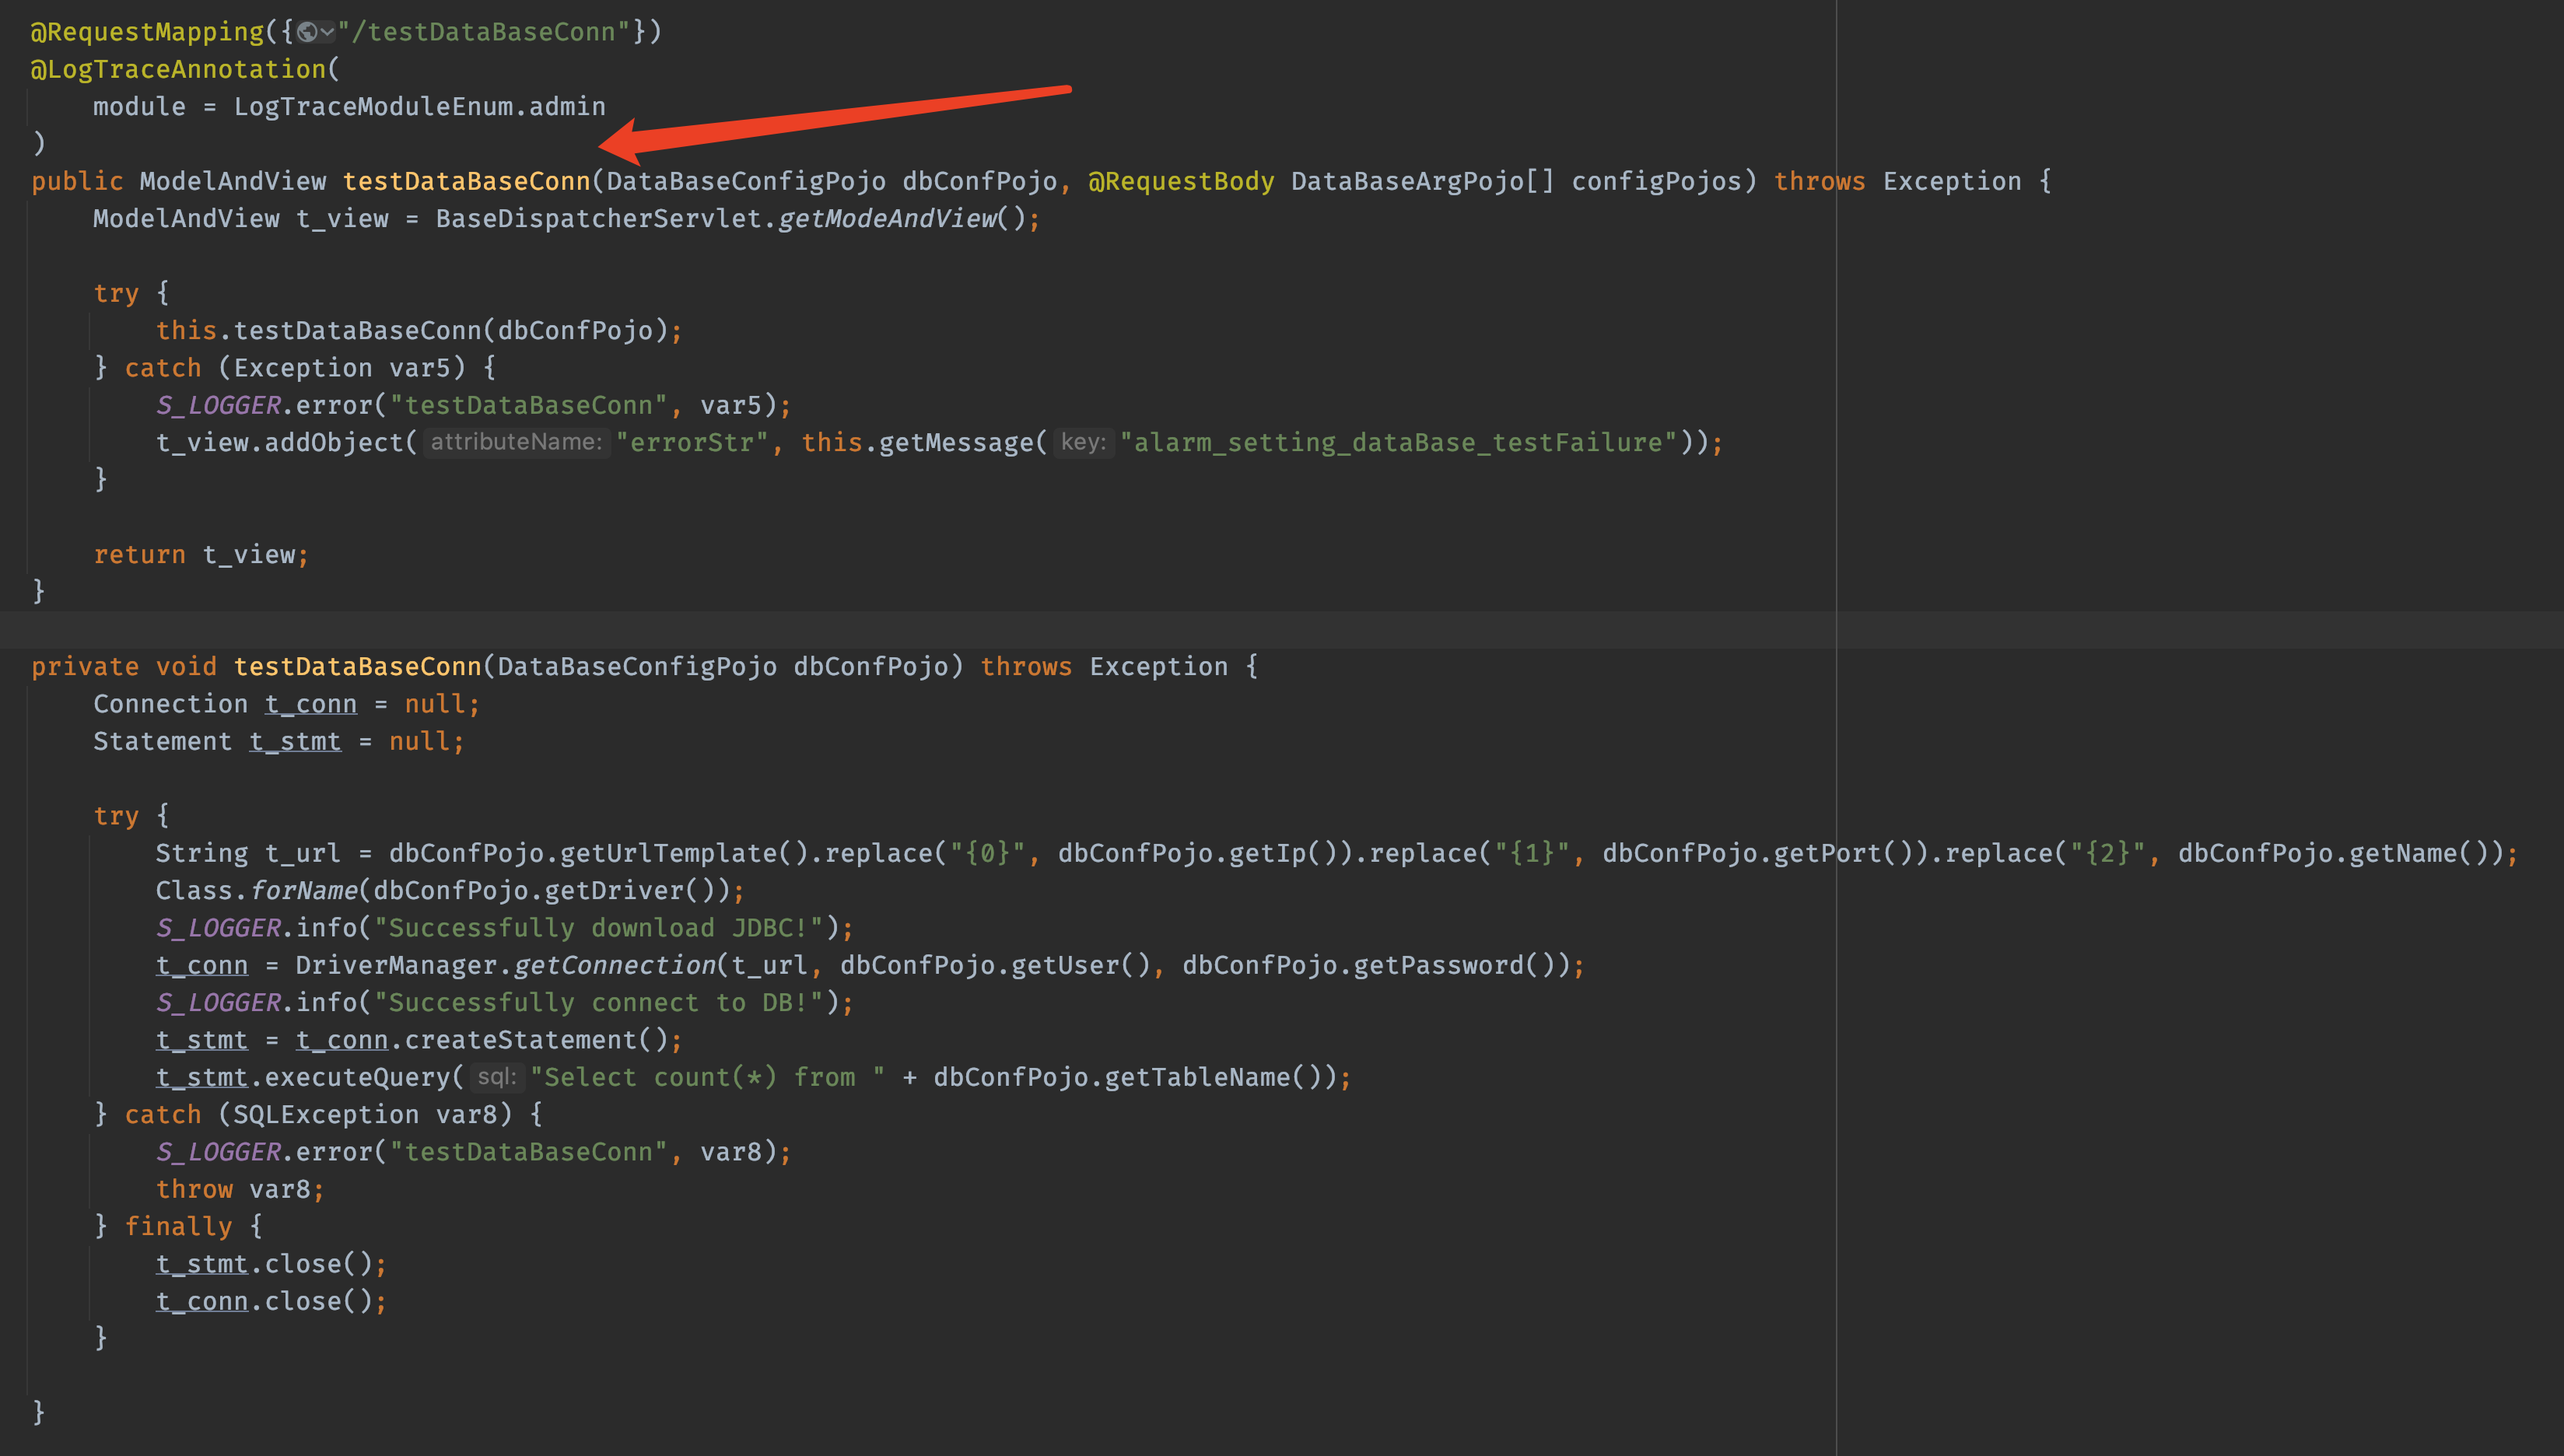 @RequestMapping({"/testDataBaseConn"})
@LogTraceAnnotation(
    module = LogTraceModuleEnum.admin
)
public ModelAndView testDataBaseConn(DataBaseConfigPojo dbConfPojo, @RequestBody DataBaseArgPojo[] configPojos) throws Exception {
    ModelAndView t_view = BaseDispatcherServlet.getModeAndView();

    try {
        this.testDataBaseConn(dbConfPojo);
    } catch (Exception var5) {
        S_LOGGER.error("testDataBaseConn", var5);
        t_view.addObject( attributeName: "errorStr", this.getMessage( key: "alarm_setting_dataBase_testFailure"));
    }

    return t_view;
}

private void testDataBaseConn(DataBaseConfigPojo dbConfPojo) throws Exception {
    Connection t_conn = null;
    Statement t_stmt = null;

    try {
        String t_url = dbConfPojo.getUrlTemplate().replace("{0}", dbConfPojo.getIp()).replace("{1}", dbConfPojo.getPort()).replace("{2}", dbConfPojo.getName());
        Class.forName(dbConfPojo.getDriver());
        S_LOGGER.info("Successfully download JDBC!");
        t_conn = DriverManager.getConnection(t_url, dbConfPojo.getUser(), dbConfPojo.getPassword());
        S_LOGGER.info("Successfully connect to DB!");
        t_stmt = t_conn.createStatement();
        t_stmt.executeQuery( sql: "Select count(*) from " + dbConfPojo.getTableName());
    } catch (SQLException var8) {
        S_LOGGER.error("testDataBaseConn", var8);
        throw var8;
    } finally {
        t_stmt.close();
        t_conn.close();
    }

}